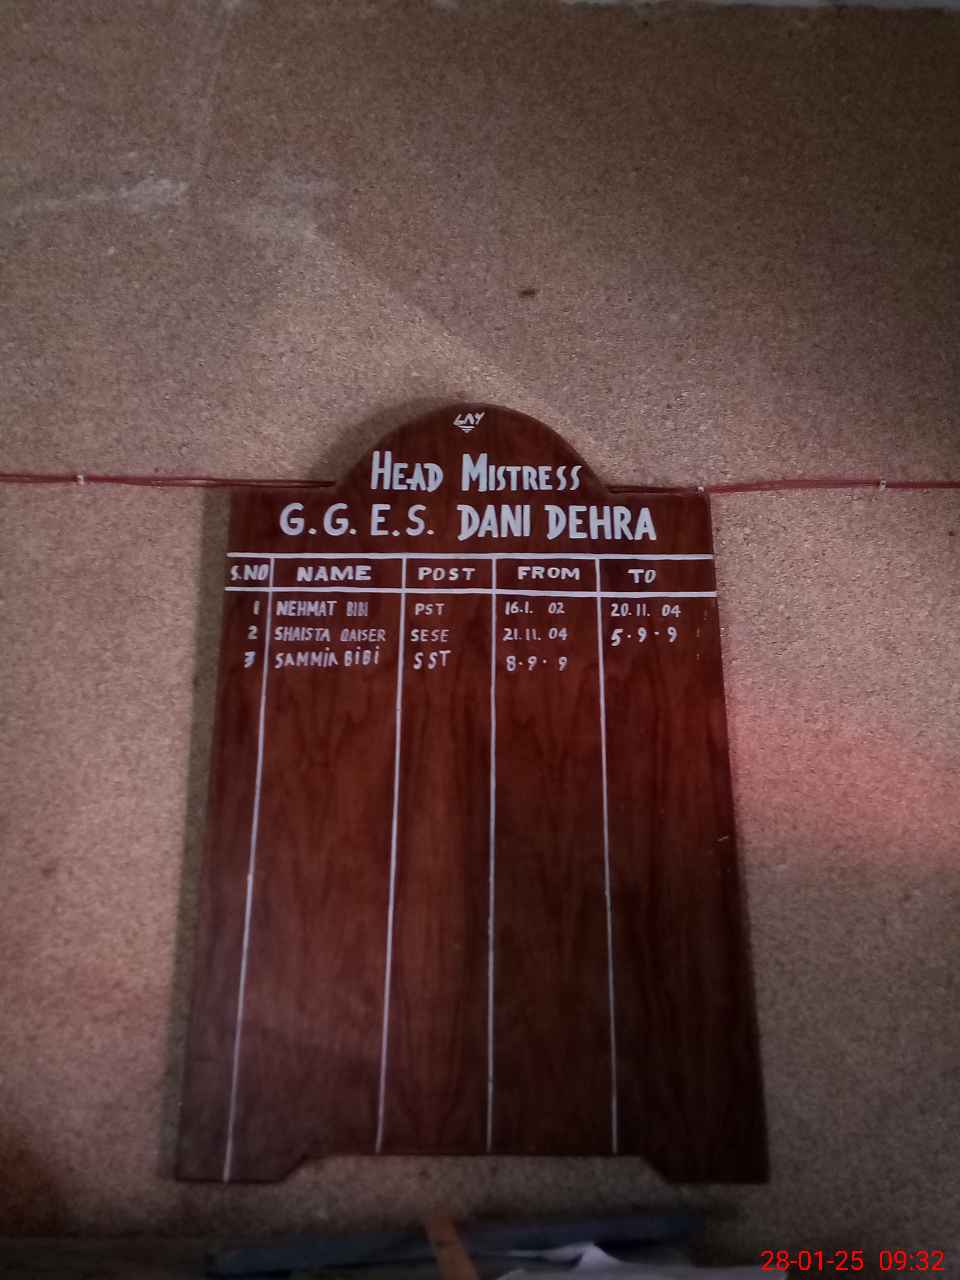 HEAD MISTRESS
G.G.E.S. DANI DEHRA
S.NO NAME POST FROM TO
1 NEHMAT BIBI PST 16.1. 02 20.11. 04
2 SHAISTA QAISER SESE 21.11. 04 5.9.9
3 SAMMIA BIBI SST 8.9.9
28-01-25 09:32